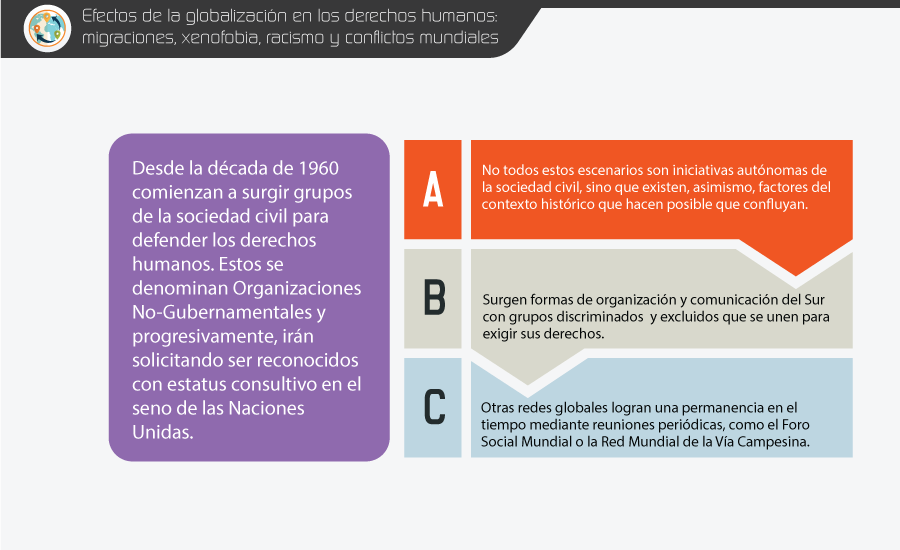 Efectos de la globalización en los derechos humanos:
migraciones, xenofobia, racismo y conflictos mundiales
Desde la década de 1960
comienzan a surgir grupos
de la sociedad civil para
defender los derechos
humanos. Estos se
denominan Organizaciones
No-Gubernamentales y
progresivamente, irán
solicitando ser reconocidos
con estatus consultivo en el
seno de las Naciones
Unidas.
A
No todos estos escenarios son iniciativas autónomas de
la sociedad civil, sino que existen, asimismo, factores del
contexto histórico que hacen posible que confluyan.
B
Surgen formas de organización y comunicación del Sur
con grupos discriminados y excluidos que se unen para
exigir sus derechos.
C
Otras redes globales logran una permanencia en el
tiempo mediante reuniones periódicas, como el Foro
Social Mundial o la Red Mundial de la Vía Campesina.